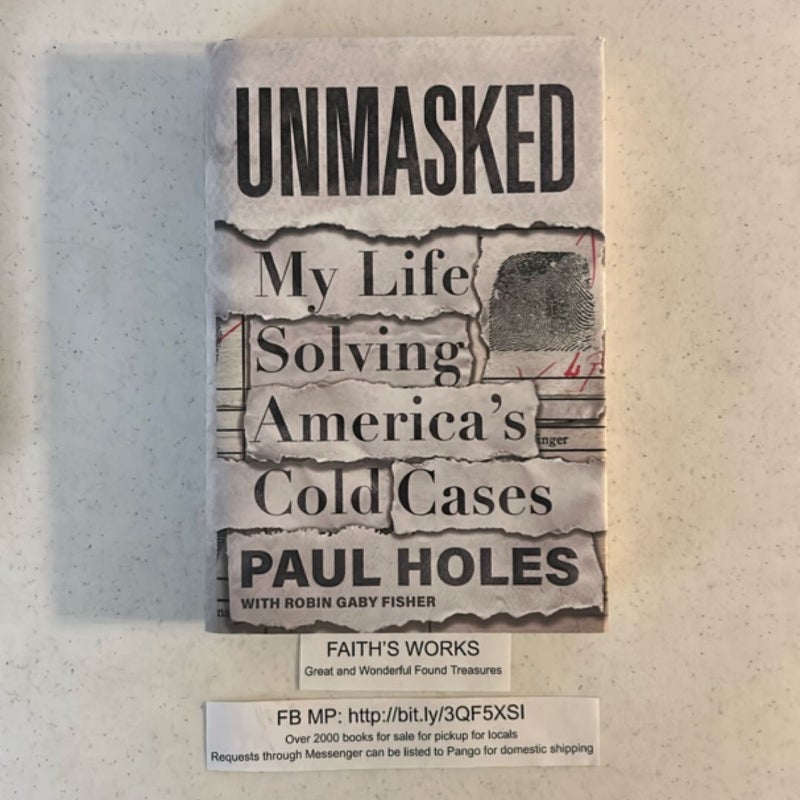 UNMASKED
My Life
Solving
America's
inger
Cold Cases
PAUL HOLES
WITH ROBIN GABY FISHER
FAITH'S WORKS
Great and Wonderful Found Treasures
FB MP: http://bit.ly/3QF5XSI
Over 2000 books for sale for pickup for locals
Requests through Messenger can be listed to Pango for domestic shipping